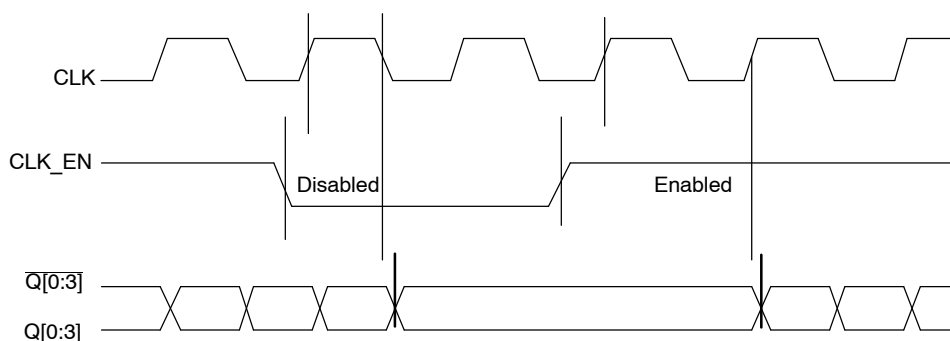 CLK
CLK_EN
Disabled
Enabled
Q[0:3]
Q[0:3]